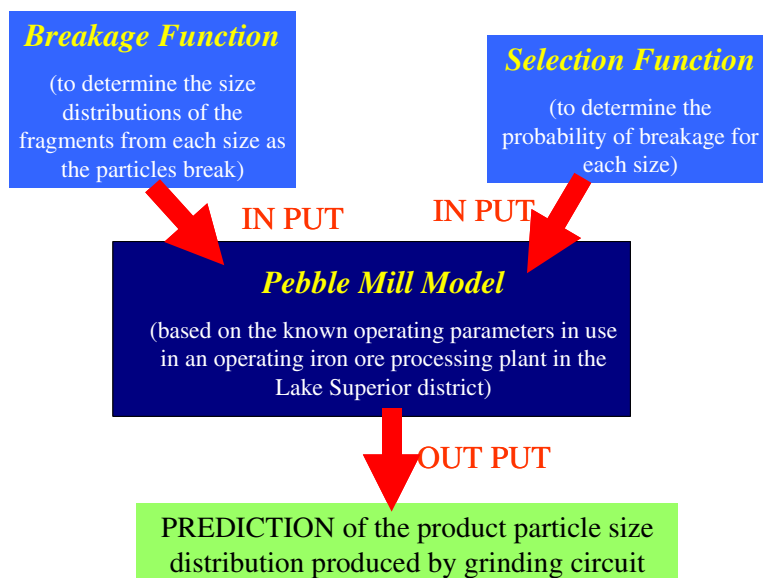 Breakage Function
(to determine the size
distributions of the
fragments from each size as
the particles break)
Selection Function
(to determine the
probability of breakage for
each size)
IN PUT
IN PUT
Pebble Mill Model
(based on the known operating parameters in use
in an operating iron ore processing plant in the
Lake Superior district)
OUT PUT
PREDICTION of the product particle size
distribution produced by grinding circuit